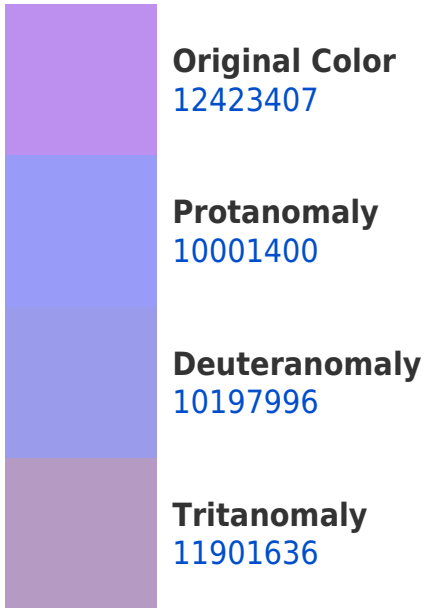 Original Color
12423407
Protanomaly
10001400
Deuteranomaly
10197996
Tritanomaly
11901636